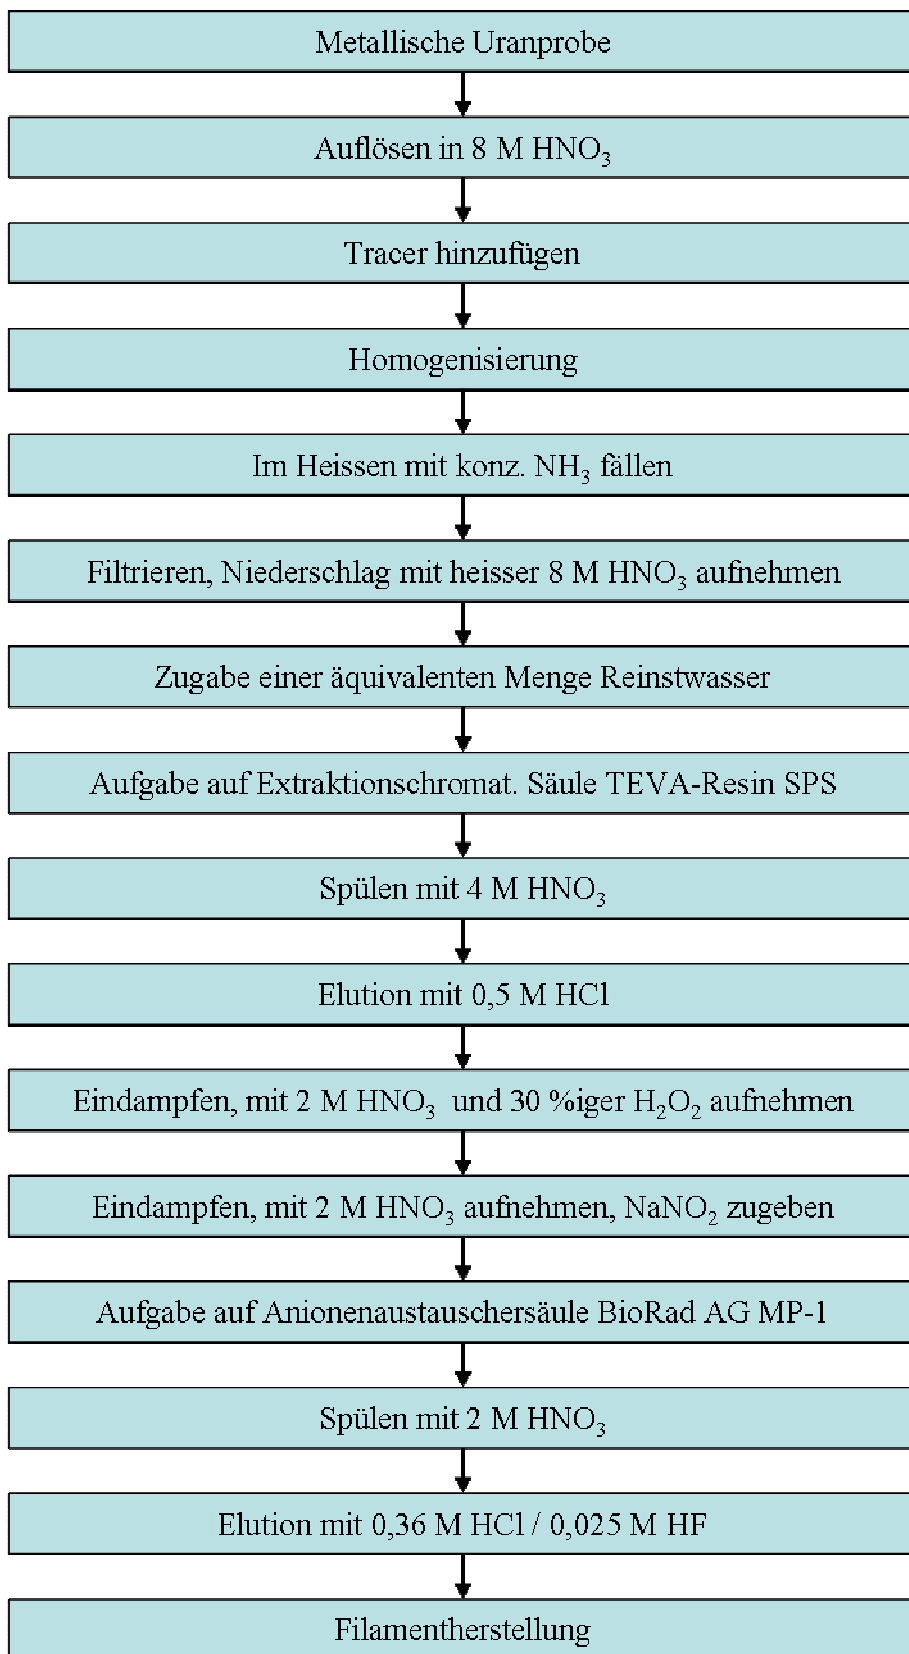 Metallische Uranprobe
Auflösen in 8 M HNO₃
Tracer hinzufügen
Homogenisierung
Im Heissen mit konz. NH₃ fällen
Filtrieren, Niederschlag mit heisser 8 M HNO₃ aufnehmen
Zugabe einer äquivalenten Menge Reinstwasser
Aufgabe auf Extraktionschromat. Säule TEVA-Resin SPS
Spülen mit 4 M HNO₃
Elution mit 0,5 M HCl
Eindampfen, mit 2 M HNO₃ und 30 %iger H₂O₂ aufnehmen
Eindampfen, mit 2 M HNO₃ aufnehmen, NaNO₂ zugeben
Aufgabe auf Anionenaustauschersäule BioRad AG MP-1
Spülen mit 2 M HNO₃
Elution mit 0,36 M HCl / 0,025 M HF
Filamentherstellung